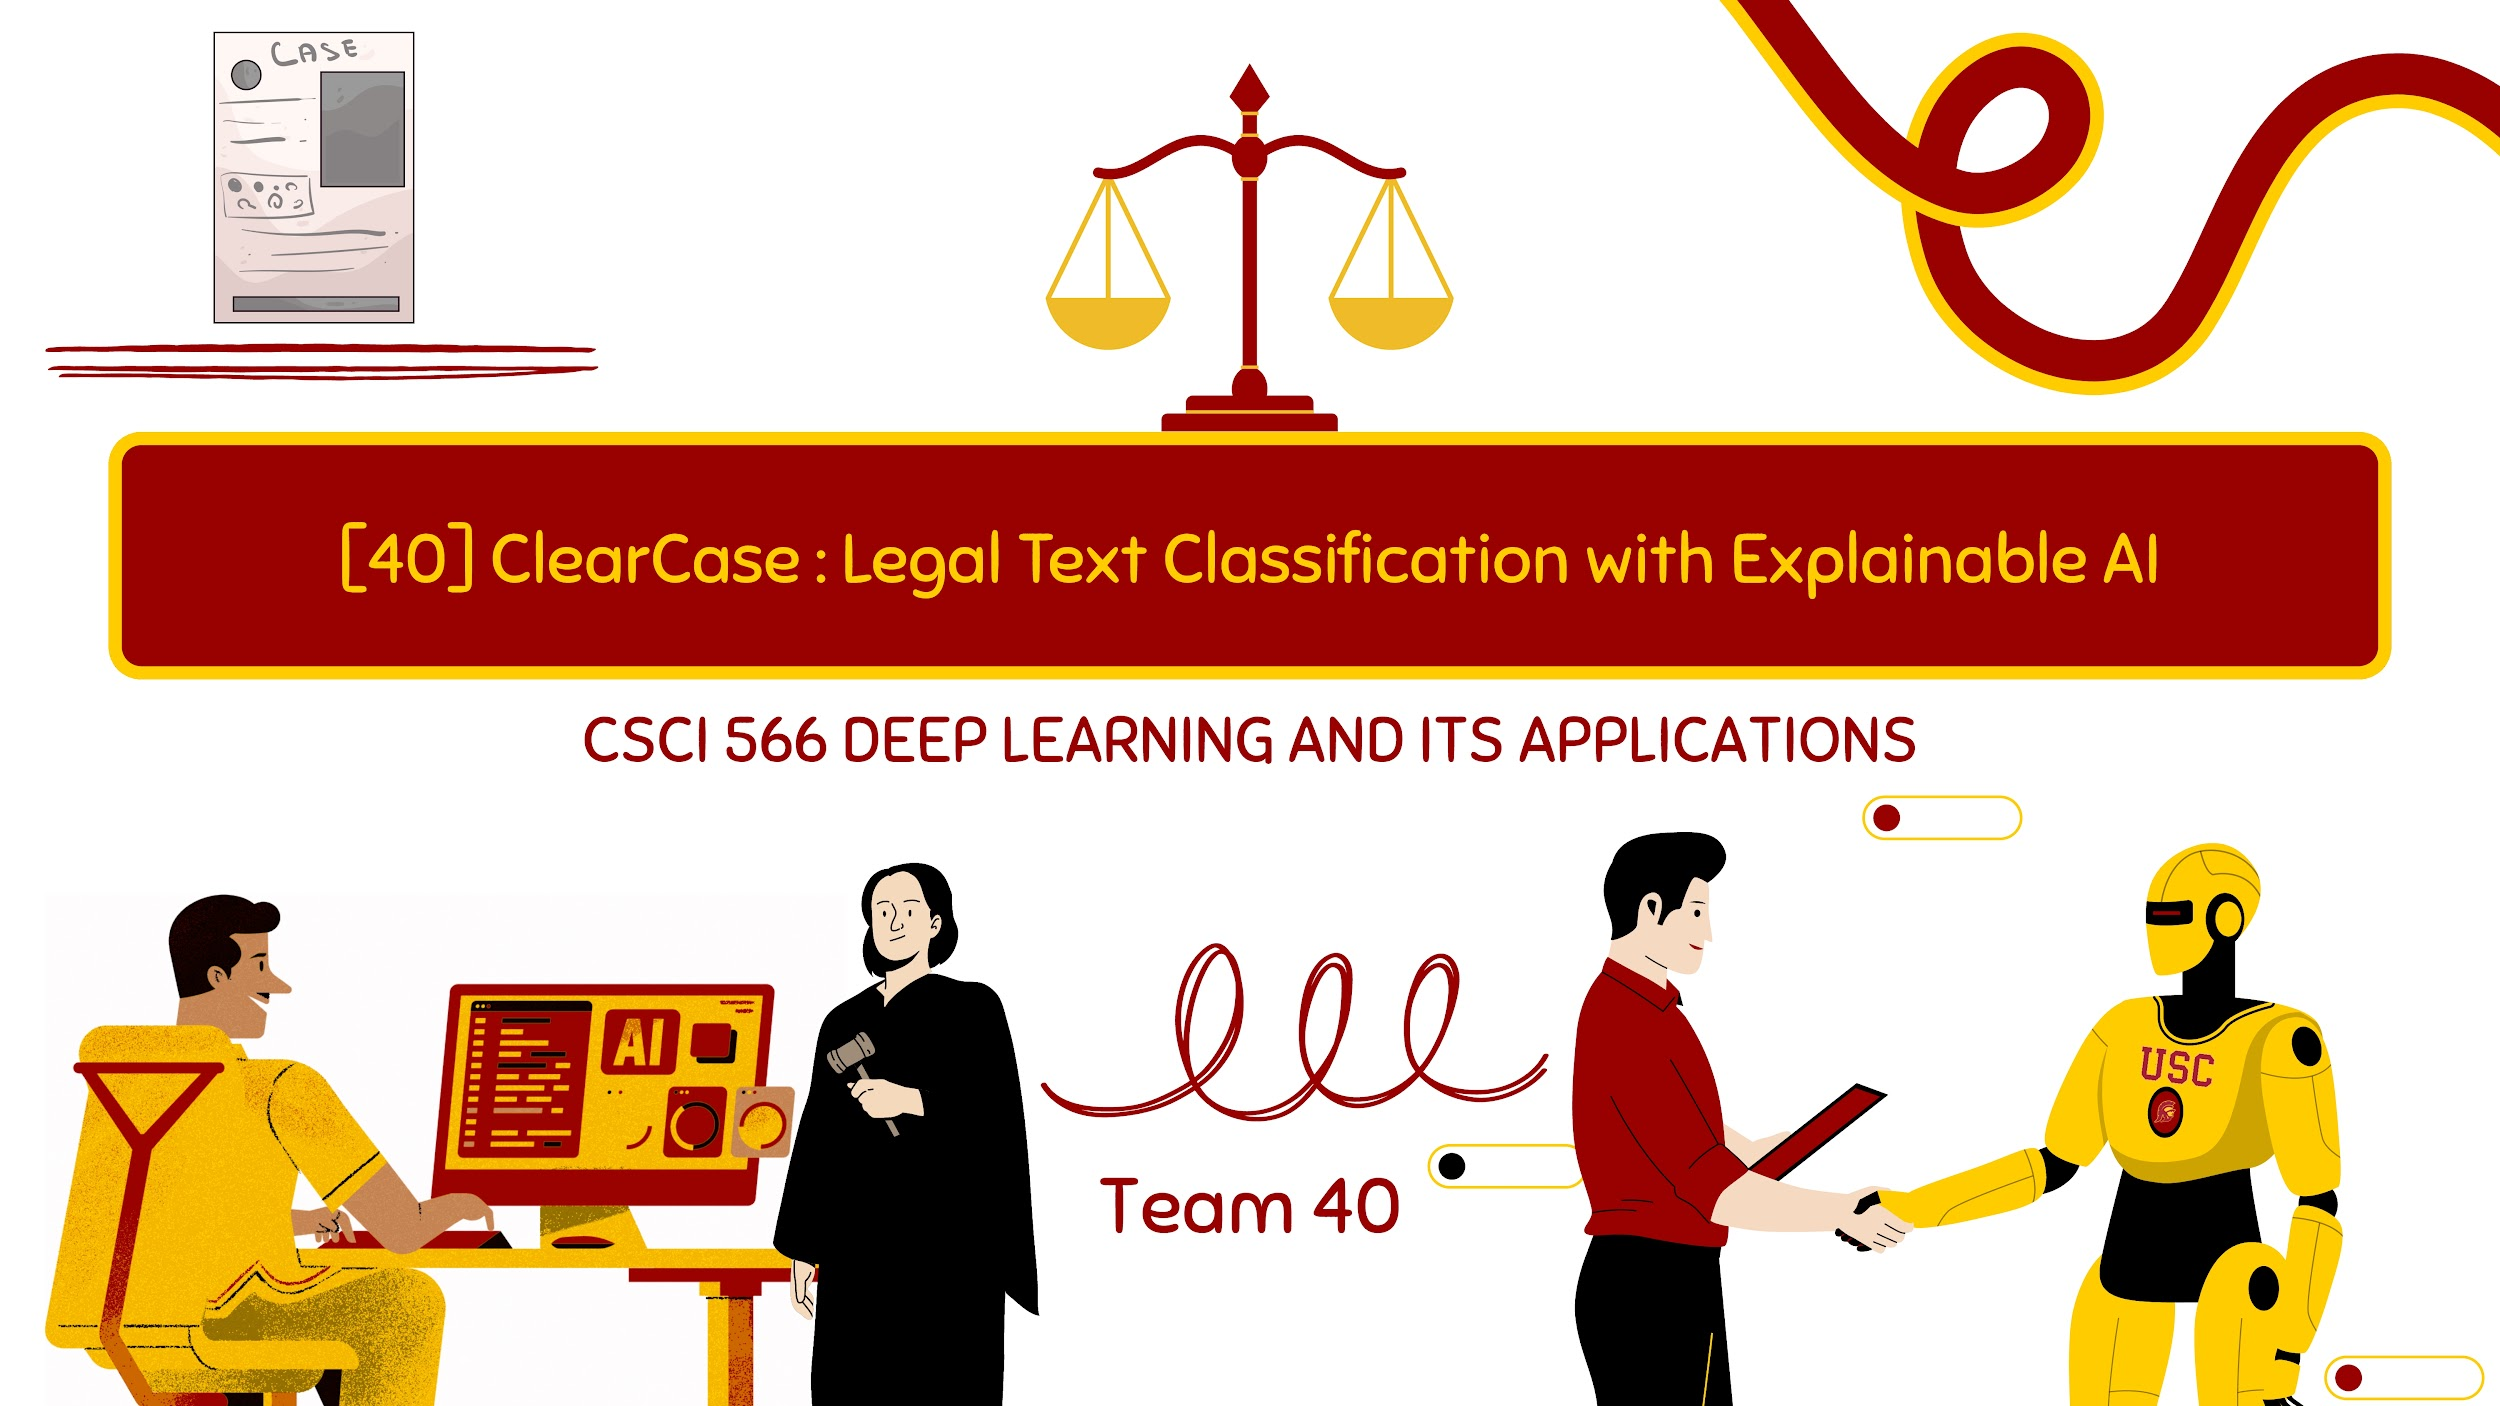 CASE
[40] ClearCase : Legal Text Classification with Explainable AI
CSCI 566 DEEP LEARNING AND ITS APPLICATIONS
AI
USC
Team 40